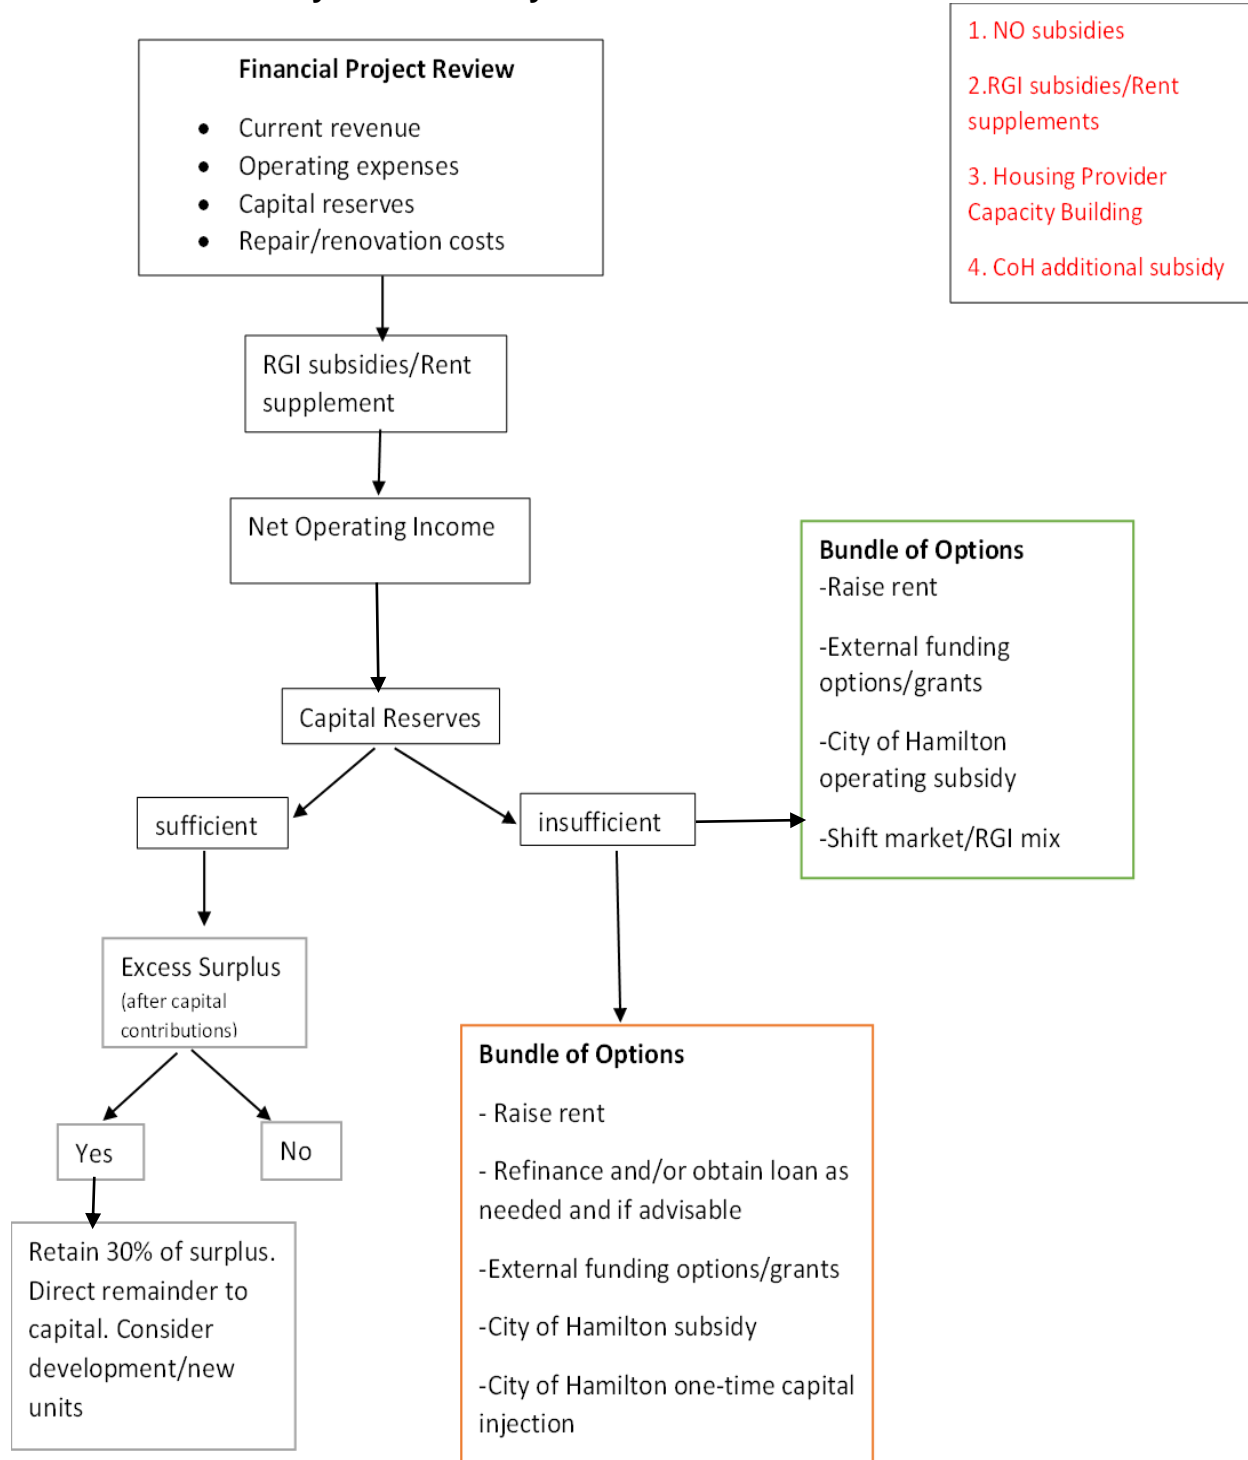 Financial Project Review
• Current revenue
• Operating expenses
• Capital reserves
• Repair/renovation costs
1. NO subsidies
2.RGI subsidies/Rent
supplements
3. Housing Provider
Capacity Building
4. CoH additional subsidy
RGI subsidies/Rent
supplement
Net Operating Income
Capital Reserves
sufficient
insufficient
Bundle of Options
-Raise rent
-External funding
options/grants
-City of Hamilton
operating subsidy
-Shift market/RGI mix
Excess Surplus
(after capital
contributions)
Yes
No
Retain 30% of surplus.
Direct remainder to
capital. Consider
development/new
units
Bundle of Options
- Raise rent
- Refinance and/or obtain loan as
needed and if advisable
-External funding options/grants
-City of Hamilton subsidy
-City of Hamilton one-time capital
injection